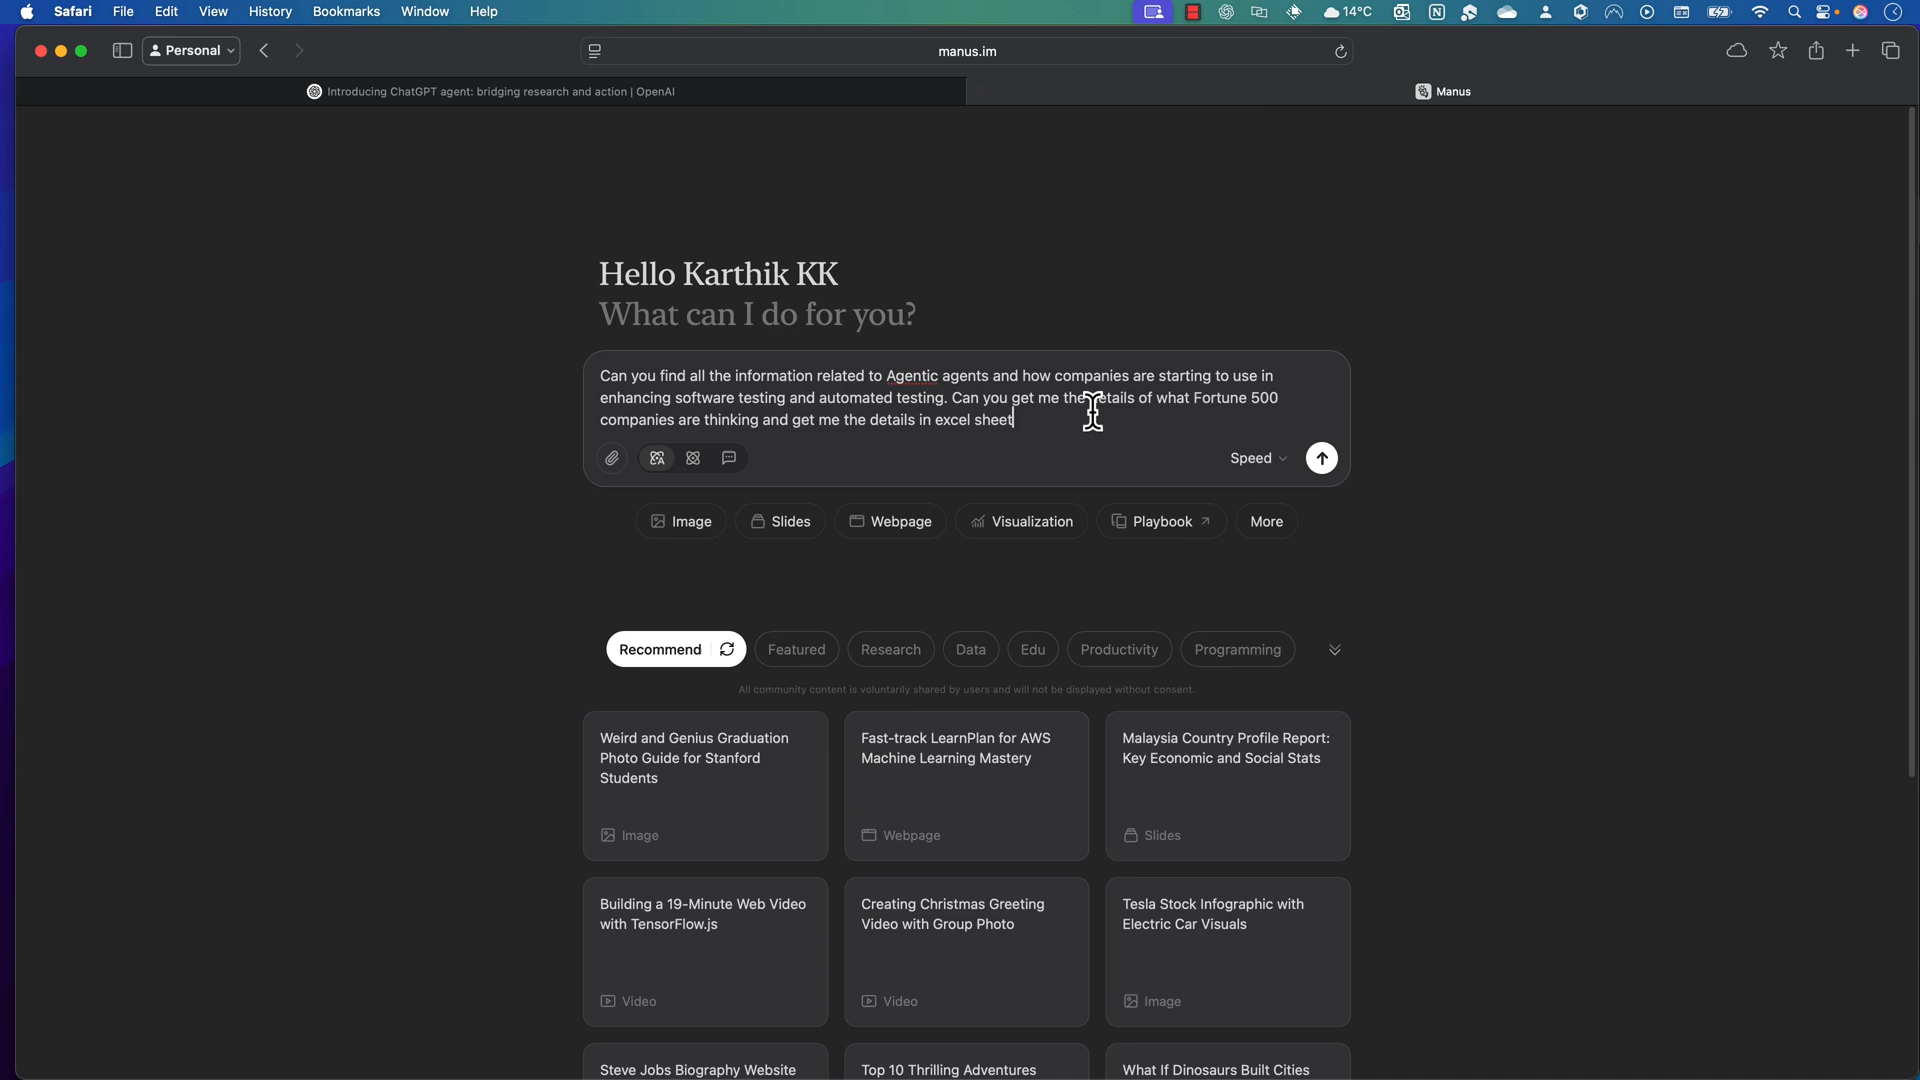 Safari File Edit View History Bookmarks Window Help 14°C
Personal manus.im
Introducing ChatGPT agent: bridging research and action | OpenAI Manus
Hello Karthik KK
What can I do for you?
Can you find all the information related to Agentic agents and how companies are starting to use in
enhancing software testing and automated testing. Can you get me the details of what Fortune 500
companies are thinking and get me the details in excel sheet
Speed
Image Slides Webpage Visualization Playbook More
Recommend Featured Research Data Edu Productivity Programming
All community content is voluntarily shared by users and will not be displayed without consent.
Weird and Genius Graduation
Photo Guide for Stanford
Students
Image
Fast-track LearnPlan for AWS
Machine Learning Mastery
Webpage
Malaysia Country Profile Report:
Key Economic and Social Stats
Slides
Building a 19-Minute Web Video
with TensorFlow.js
Video
Creating Christmas Greeting
Video with Group Photo
Video
Tesla Stock Infographic with
Electric Car Visuals
Image
Steve Jobs Biography Website
Top 10 Thrilling Adventures
What If Dinosaurs Built Cities